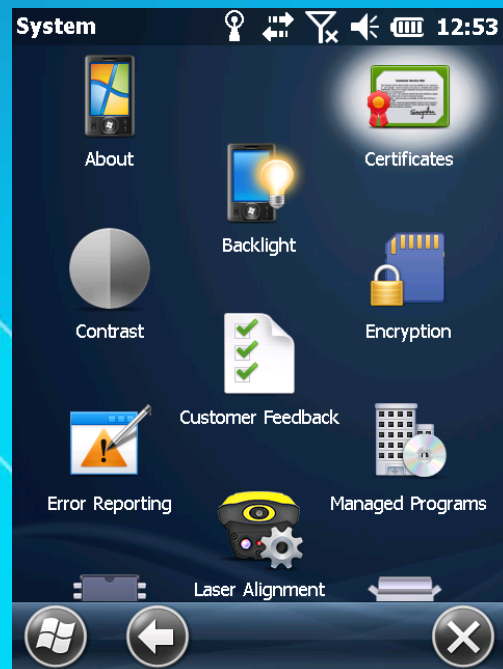 System
12:53
About
Certificates
Backlight
Contrast
Encryption
Customer Feedback
Error Reporting
Managed Programs
Laser Alignment